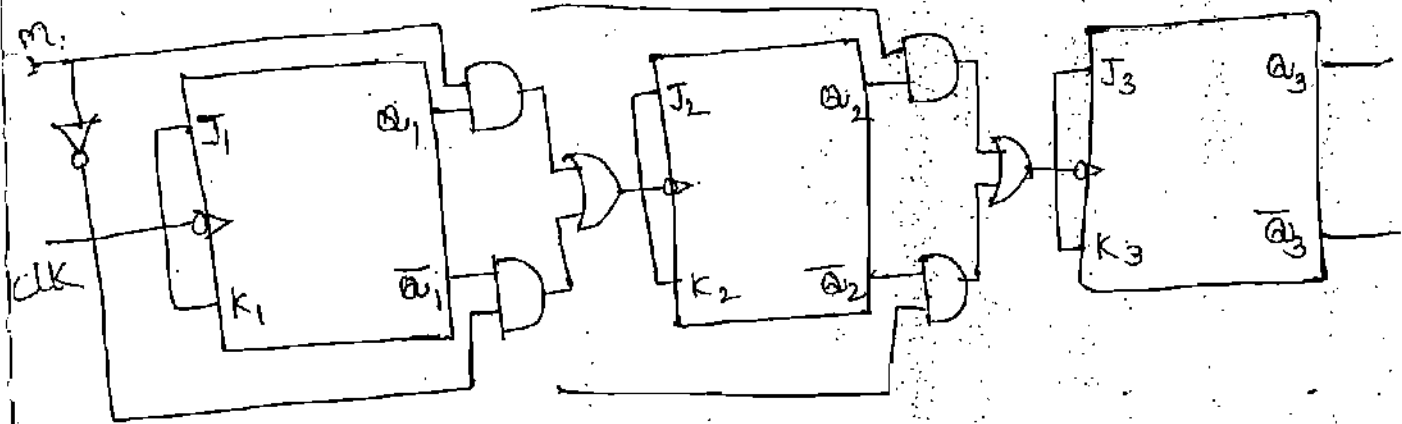 m
J₁
Q₁
K₁
Q̅₁
CLK
J₂
Q₂
K₂
Q̅₂
J₃
Q₃
K₃
Q̅₃